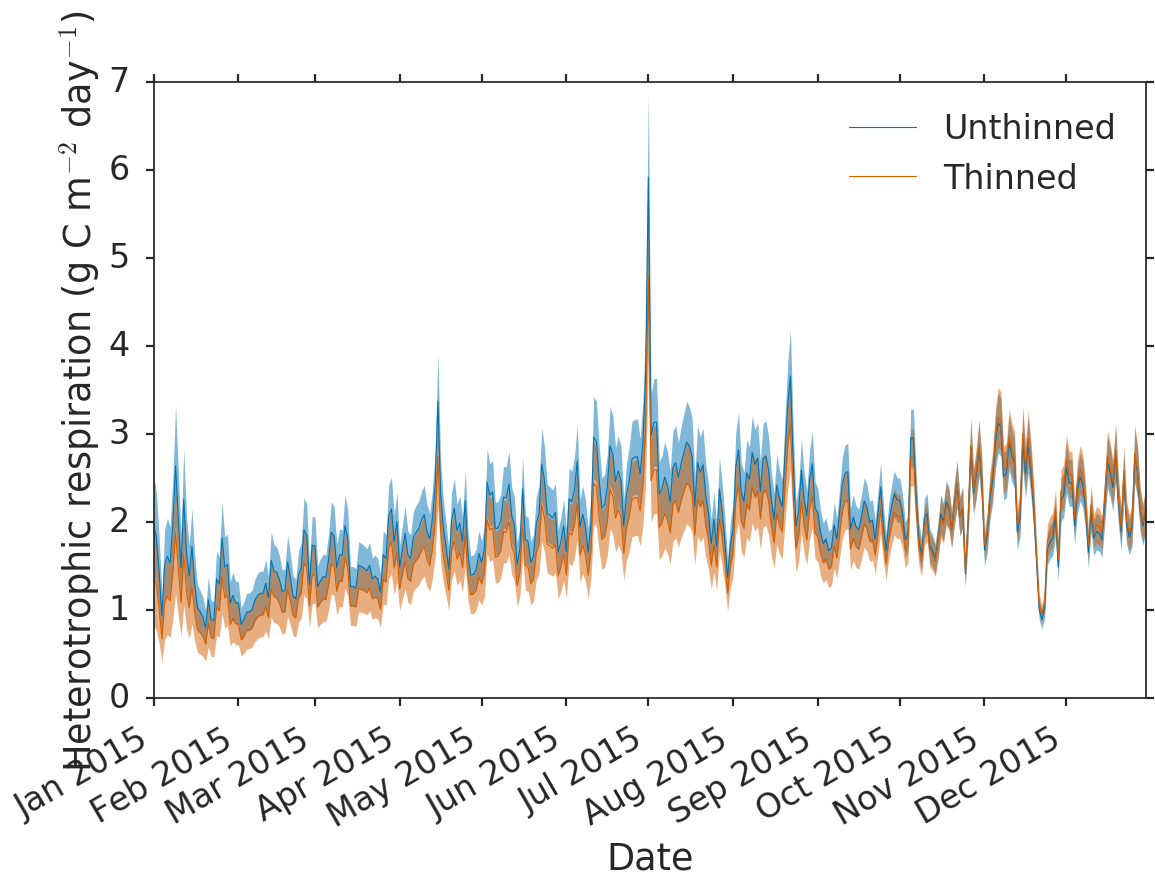 Heterotrophic respiration (g C m⁻² day⁻¹)
7
6
5
4
3
2
1
0
Unthinned
Thinned
Jan 2015
Feb 2015
Mar 2015
Apr 2015
May 2015
Jun 2015
Jul 2015
Aug 2015
Sep 2015
Oct 2015
Nov 2015
Dec 2015
Date